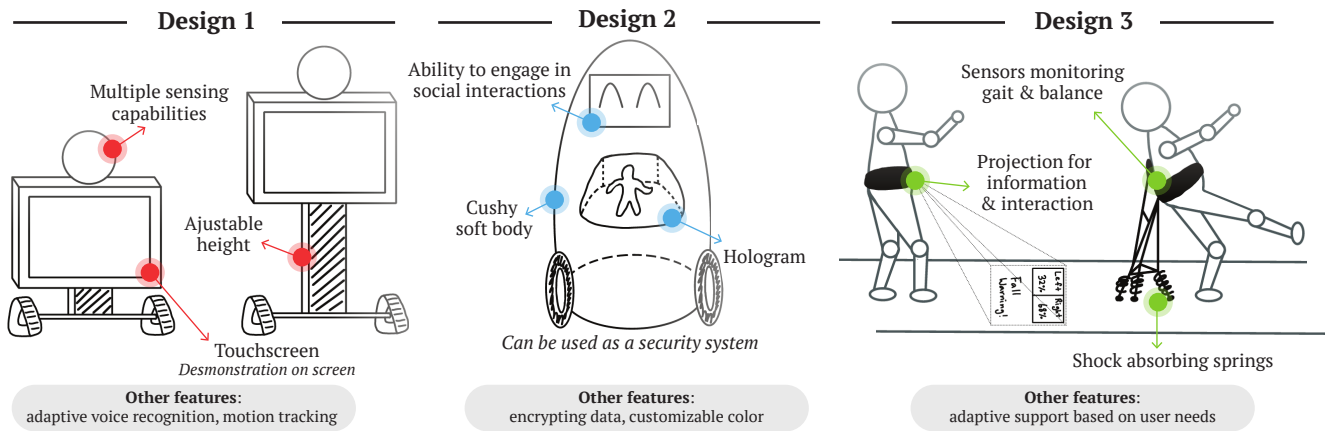 Design 1
Multiple sensing
capabilities
Ajustable
height
Touchscreen
Desmonstration on screen
Other features:
adaptive voice recognition, motion tracking
Design 2
Ability to engage in
social interactions
Cushy
soft body
Hologram
Can be used as a security system
Other features:
encrypting data, customizable color
Design 3
Sensors monitoring
gait & balance
Projection for
information
& interaction
Left Right
32% 68%
Fall
Warning!
Shock absorbing springs
Other features:
adaptive support based on user needs